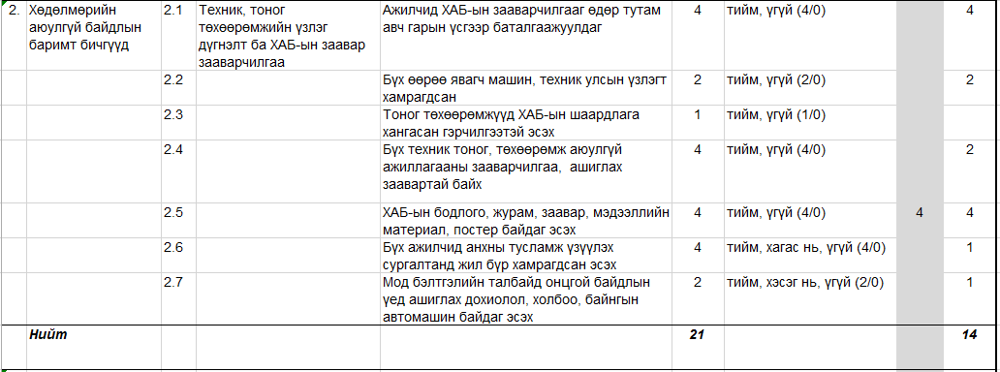 2. Хөдөлмөрийн аюулгүй байдлын баримт бичгүүд 2.1 Техник, тоног төхөөрөмжийн үзлэг дүгнэлт ба ХАБ-ын заавар зааварчилгаа Ажилчид ХАБ-ын зааварчилгааг өдөр тутам авч гарын үсгээр баталгаажуулдаг 4 тийм, үгүй (4/0) 4
2.2 Бүх өөрөө явагч машин, техник улсын үзлэгт хамрагдсан 2 тийм, үгүй (2/0) 2
2.3 Тоног төхөөрөмжүүд ХАБ-ын шаардлага хангасан гэрчилгээтэй эсэх 1 тийм, үгүй (1/0)
2.4 Бүх техник тоног, төхөөрөмж аюулгүй ажиллагааны зааварчилгаа, ашиглах заавартай байх 4 тийм, үгүй (4/0) 2
2.5 ХАБ-ын бодлого, журам, заавар, мэдээллийн материал, постер байдаг эсэх 4 тийм, үгүй (4/0) 4 4
2.6 Бүх ажилчид анхны тусламж үзүүлэх сургалтанд жил бүр хамрагдсан эсэх 4 тийм, хагас нь, үгүй (4/0) 1
2.7 Мод бэлтгэлийн талбайд онцгой байдлын үед ашиглах дохиолол, холбоо, байнгын автомашин байдаг эсэх 2 тийм, хэсэг нь, үгүй (2/0) 1
Нийт 21 14